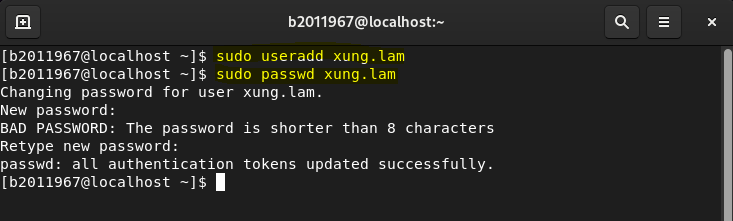 b2011967@localhost:~
[b2011967@localhost ~]$ sudo useradd xung.lam
[b2011967@localhost ~]$ sudo passwd xung.lam
Changing password for user xung.lam.
New password:
BAD PASSWORD: The password is shorter than 8 characters
Retype new password:
passwd: all authentication tokens updated successfully.
[b2011967@localhost ~]$